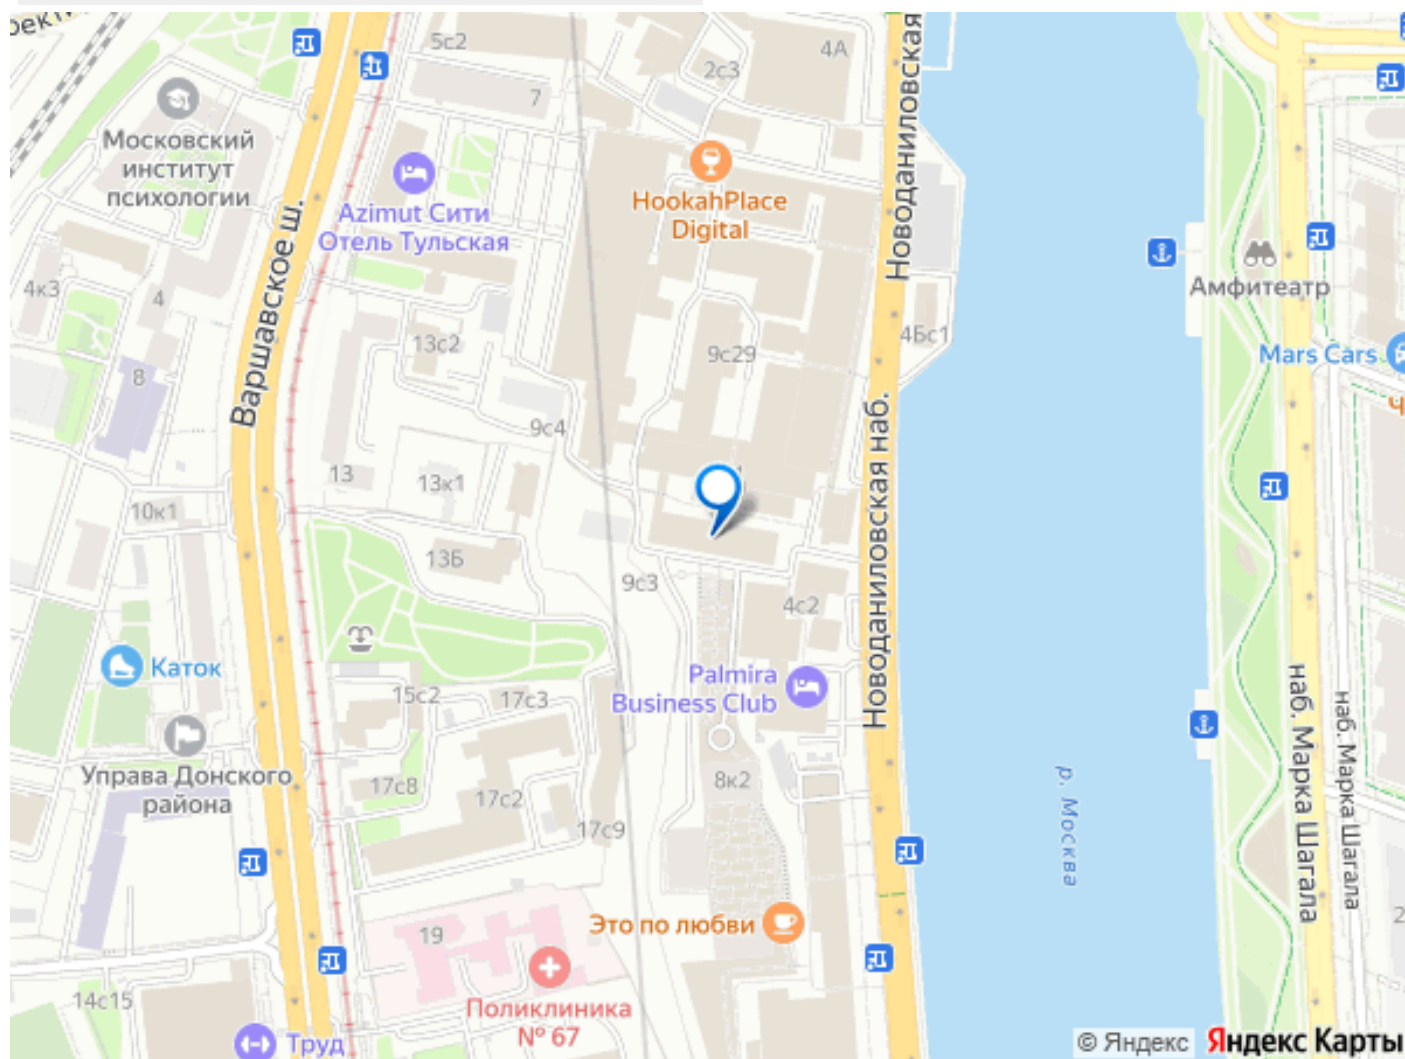 5с2
4А
2с3
7
Московский
институт
психологии
HookahPlace
Digital
Azimut Сити
Отель Тульская
Новоданиловская
Варшавское ш.
4к3
4
8
13с2
9с29
4Бс1
Амфитеатр
Mars Cars
9с4
13
13к1
10к1
Новоданиловская наб.
13Б
9с3
4с2
Каток
Palmira
Business Club
15с2
17с3
Управа Донского
района
17с8
17с2
8к2
17с9
р. Москва
наб. Марка Шагала
наб. Марка Шагала
Это по любви
19
Поликлиника
№ 67
14с15
Труд
© Яндекс
Яндекс Карты